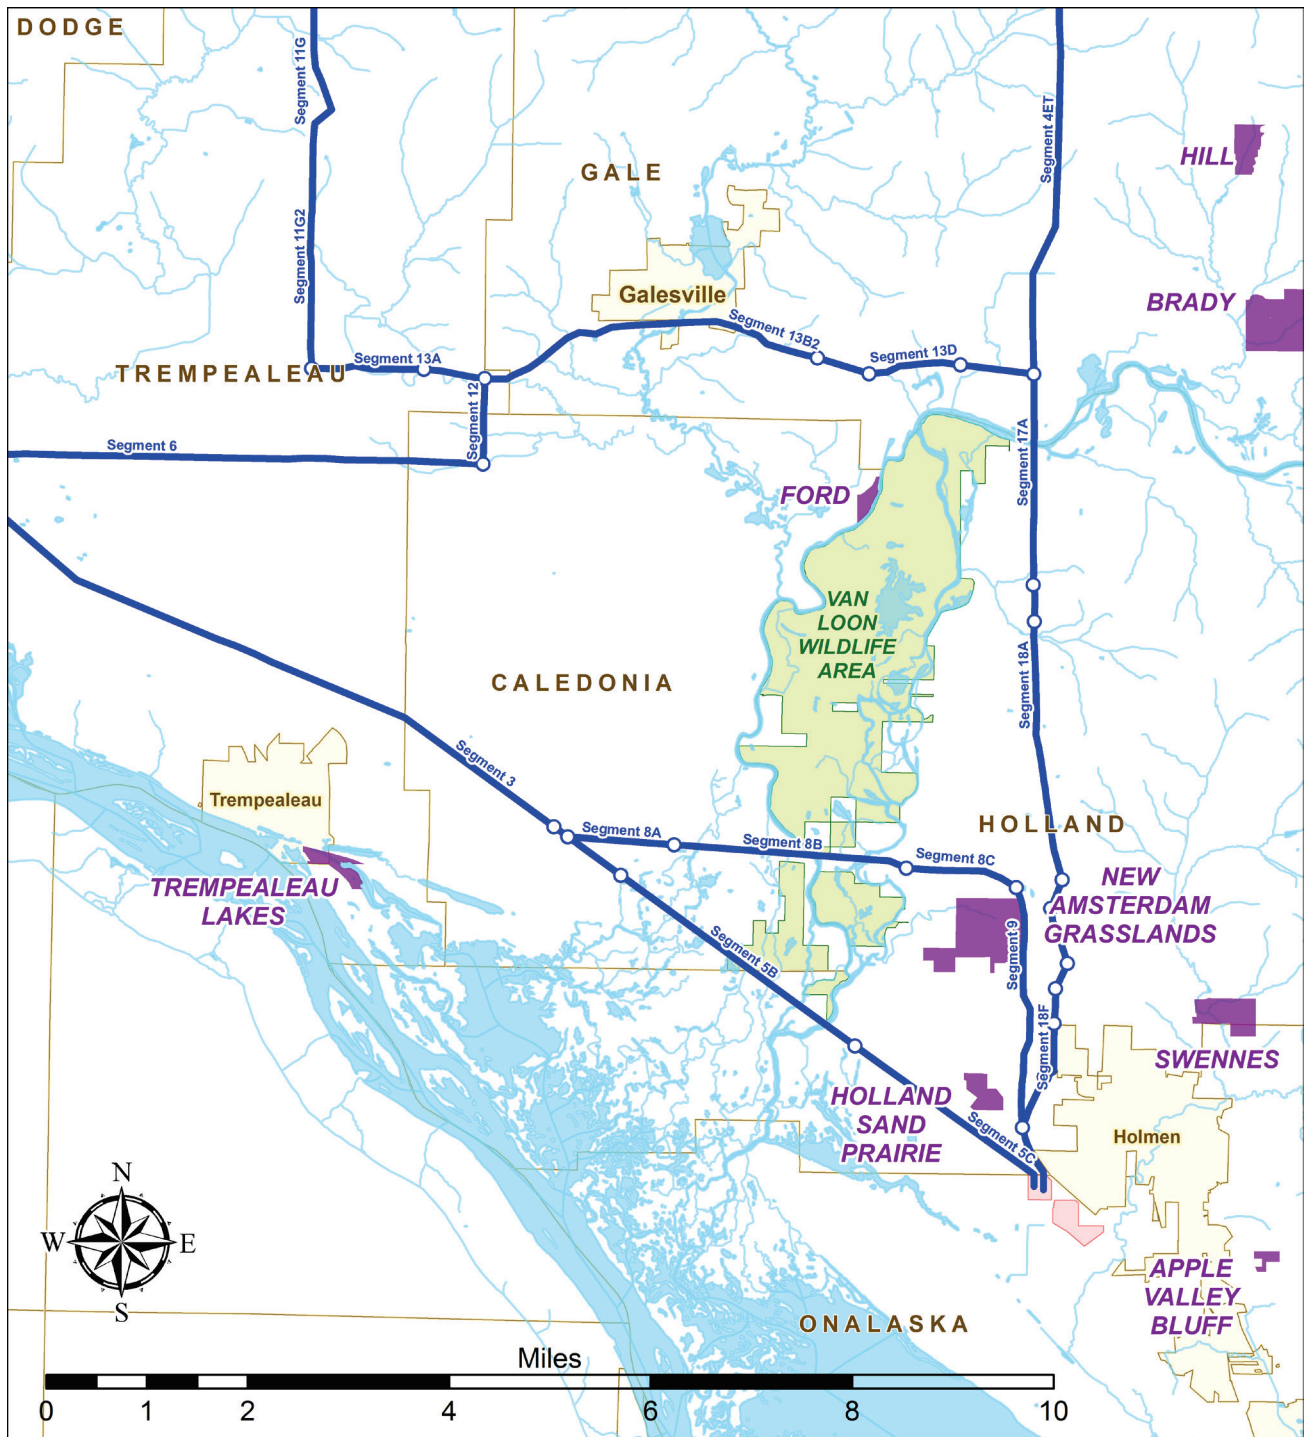 DODGE
Segment 11G
Segment 4ET
HILL
GALE
Segment 11G2
Galesville
BRADY
Segment 13B2
Segment 13A
Segment 13D
TREMPEALEAU
Segment 12
Segment 6
Segment 17A
FORD
VAN
LOON
WILDLIFE
AREA
CALEDONIA
Segment 18A
Segment 3
Trempealeau
Segment 8A
Segment 8B
HOLLAND
Segment 8C
TREMPEALEAU
LAKES
NEW
AMSTERDAM
GRASSLANDS
Segment 9
Segment 5B
Segment 18F
SWENNES
HOLLAND
SAND
PRAIRIE
Segment 5C
Holmen
N
W
E
S
APPLE
VALLEY
BLUFF
ONALASKA
Miles
0 1 2 4 6 8 10